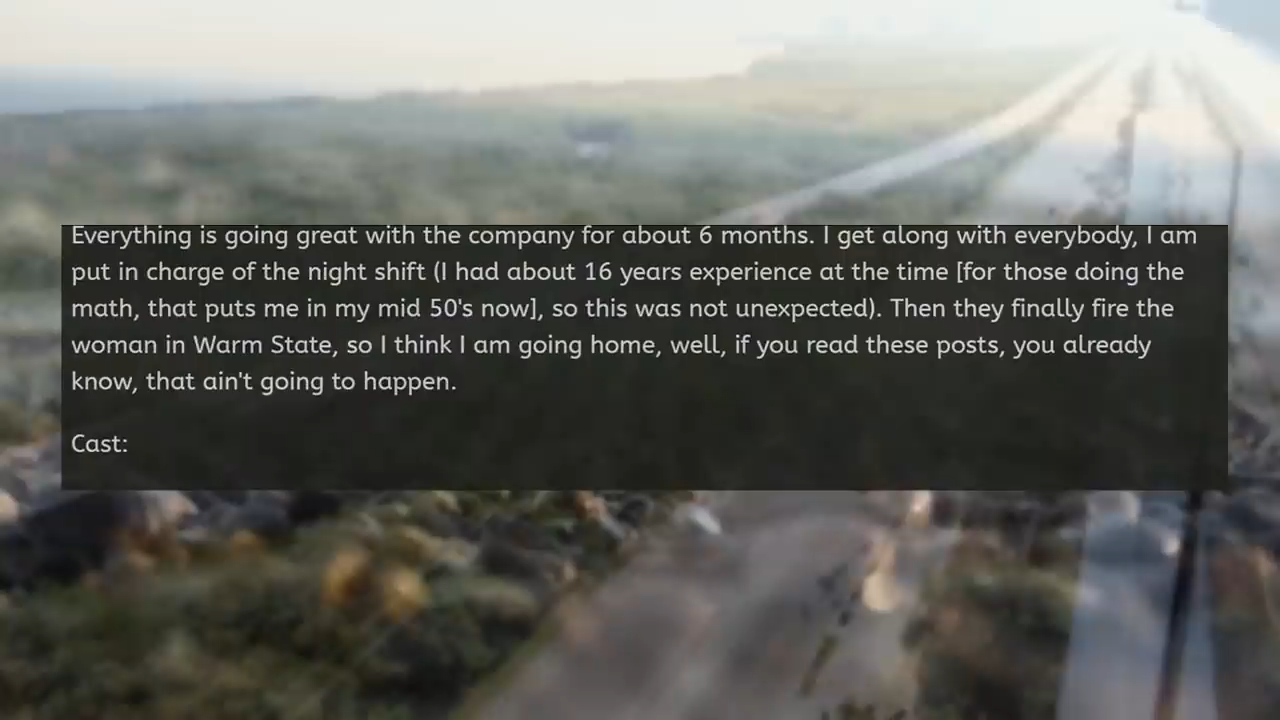 Everything is going great with the company for about 6 months. I get along with everybody, I am
put in charge of the night shift (I had about 16 years experience at the time [for those doing the
math, that puts me in my mid 50's now], so this was not unexpected). Then they finally fire the
woman in Warm State, so I think I am going home, well, if you read these posts, you already
know, that ain't going to happen.
Cast: